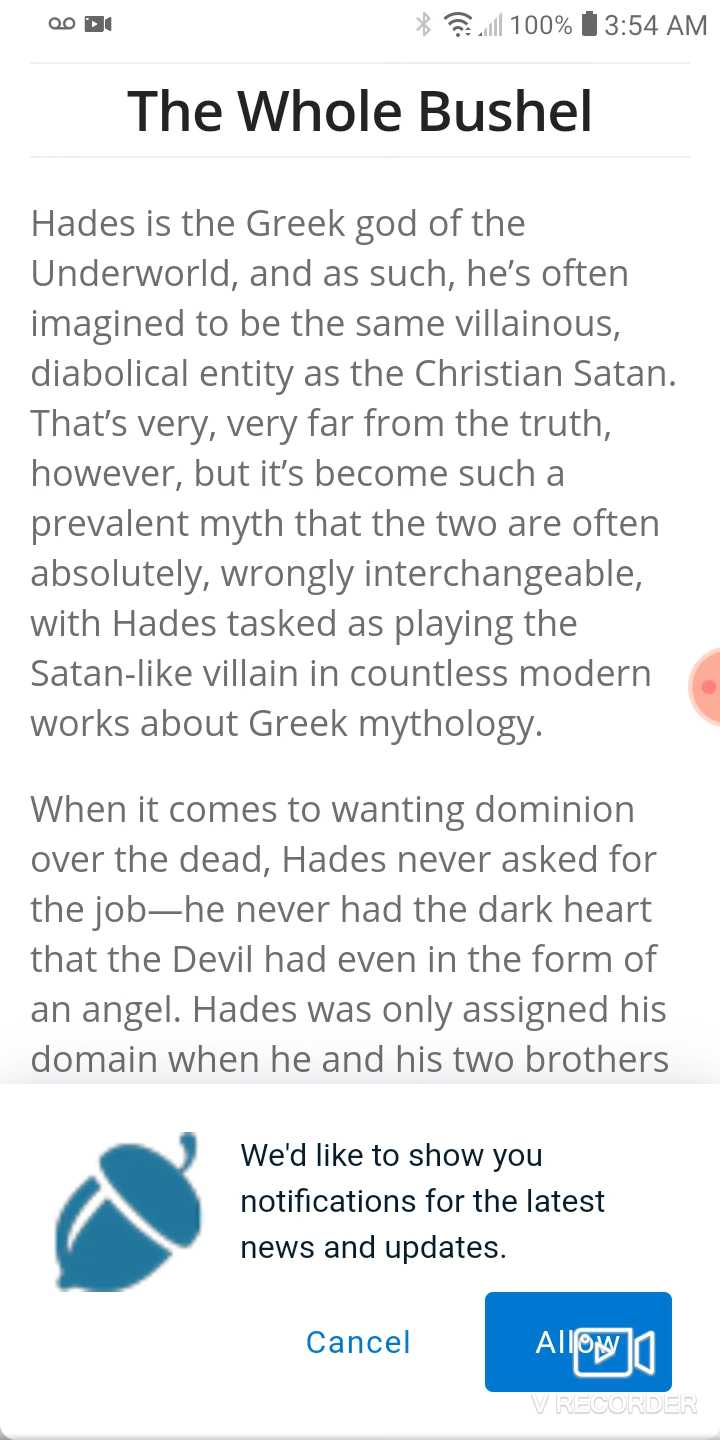 100% 3:54 AM
The Whole Bushel
Hades is the Greek god of the
Underworld, and as such, he’s often
imagined to be the same villainous,
diabolical entity as the Christian Satan.
That’s very, very far from the truth,
however, but it’s become such a
prevalent myth that the two are often
absolutely, wrongly interchangeable,
with Hades tasked as playing the
Satan-like villain in countless modern
works about Greek mythology.
When it comes to wanting dominion
over the dead, Hades never asked for
the job—he never had the dark heart
that the Devil had even in the form of
an angel. Hades was only assigned his
domain when he and his two brothers
We'd like to show you
notifications for the latest
news and updates.
Cancel
Allow
V RECORDER